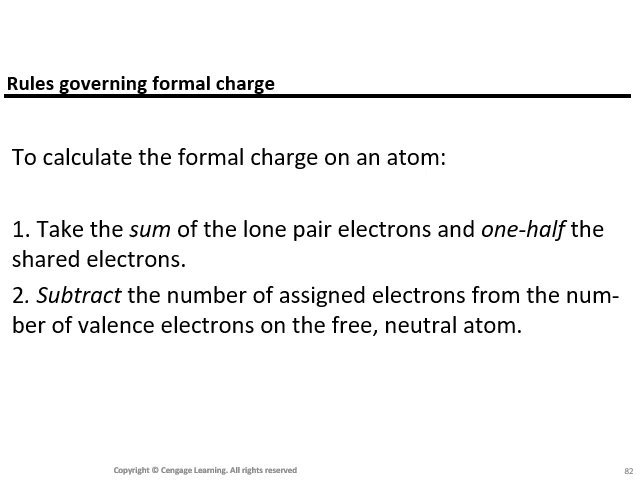 Rules governing formal charge
To calculate the formal charge on an atom:
1. Take the sum of the lone pair electrons and one-half the
shared electrons.
2. Subtract the number of assigned electrons from the num-
ber of valence electrons on the free, neutral atom.
Copyright © Cengage Learning. All rights reserved
82